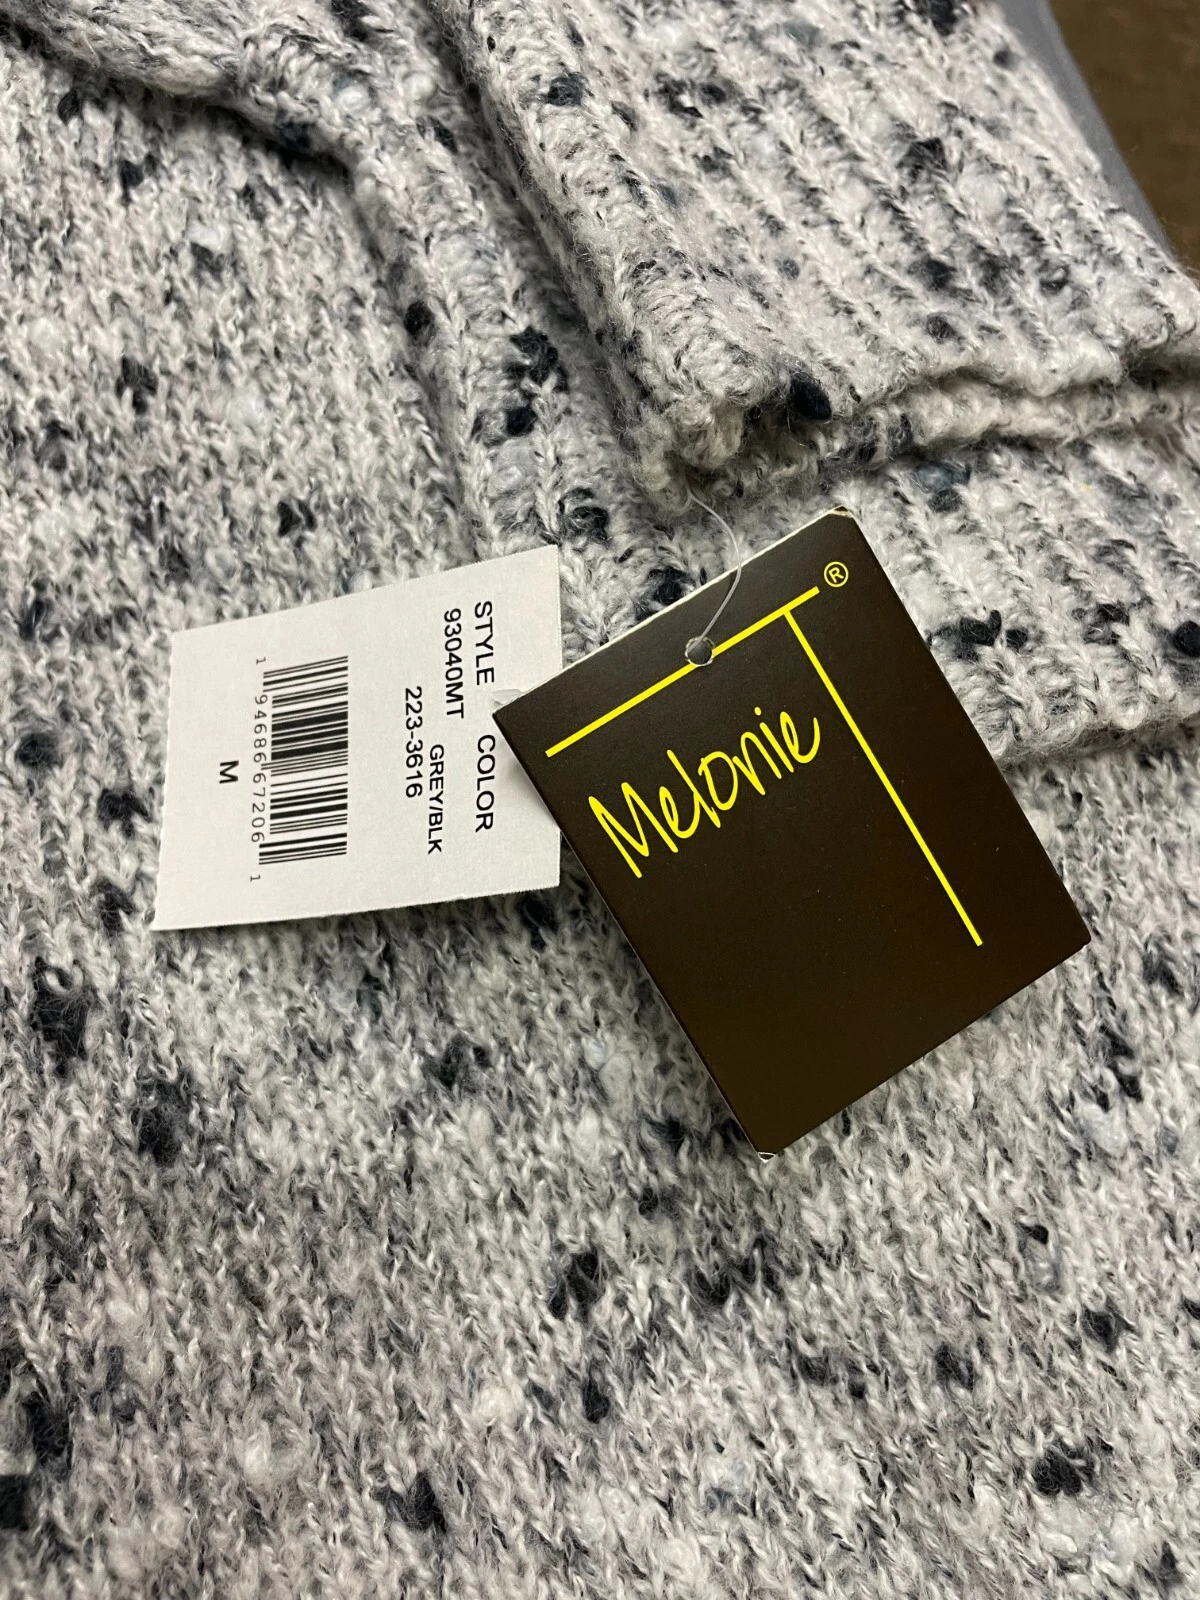 STYLE COLOR
93040MT GREY/BLK
223-3616
1 94686 67206 1
M
Melonie T ®